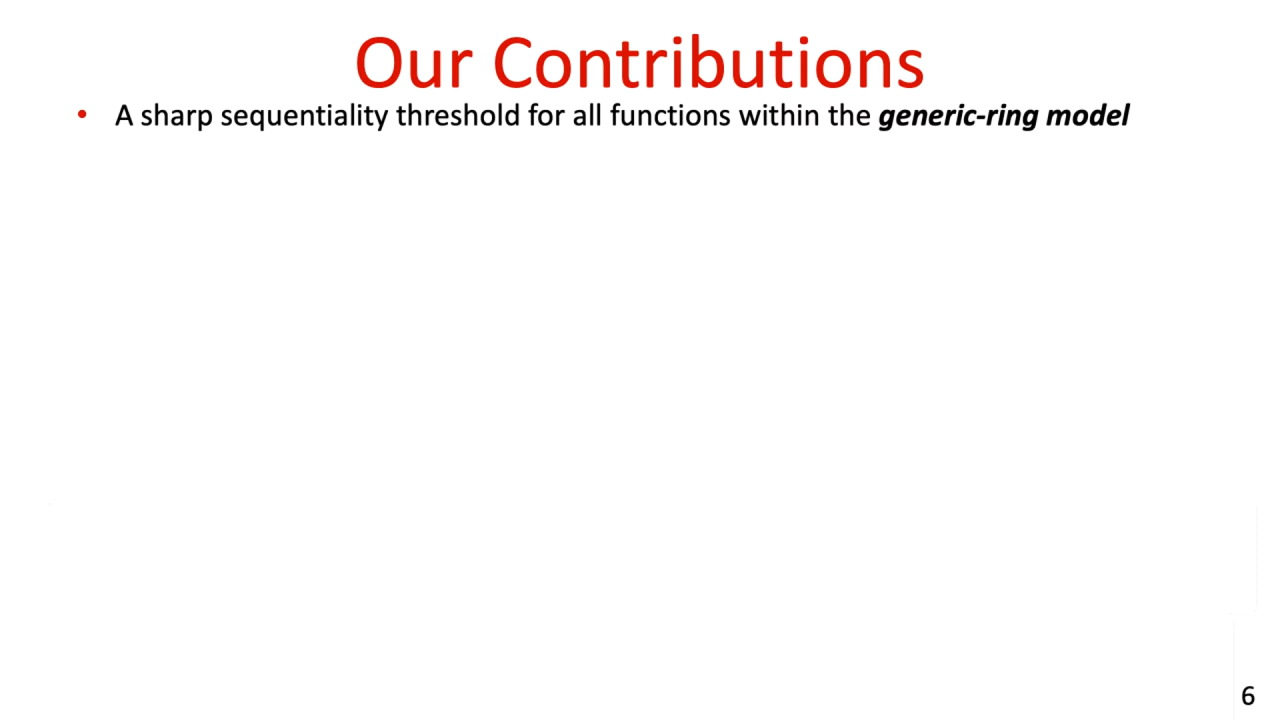 Our Contributions
• A sharp sequentiality threshold for all functions within the generic-ring model
6